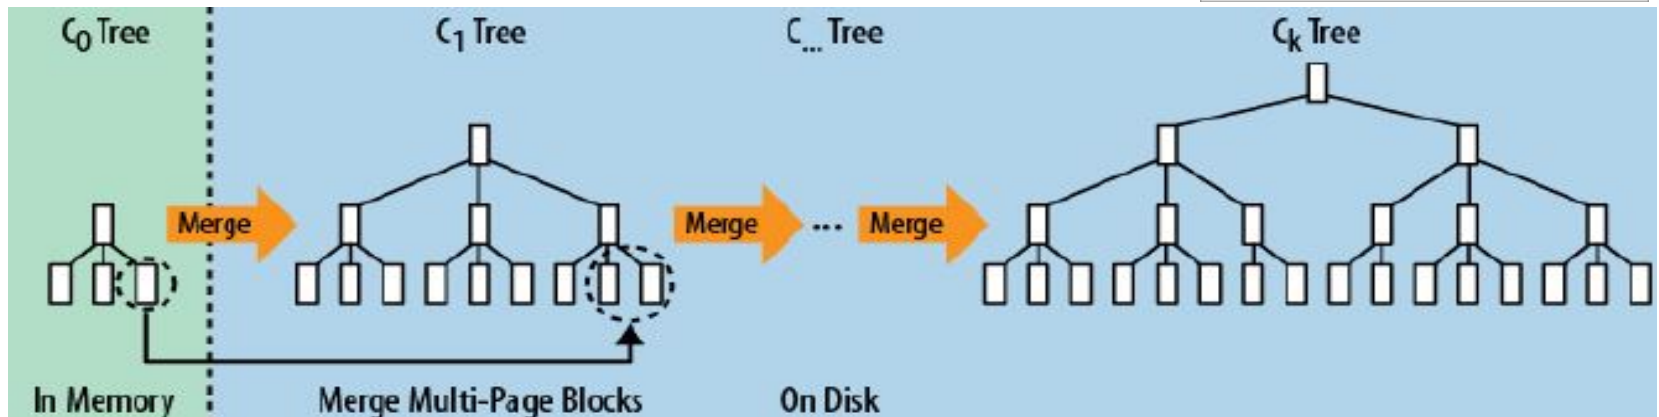 C0 Tree
C1 Tree
C... Tree
Ck Tree
Merge
Merge
...
Merge
In Memory
Merge Multi-Page Blocks
On Disk